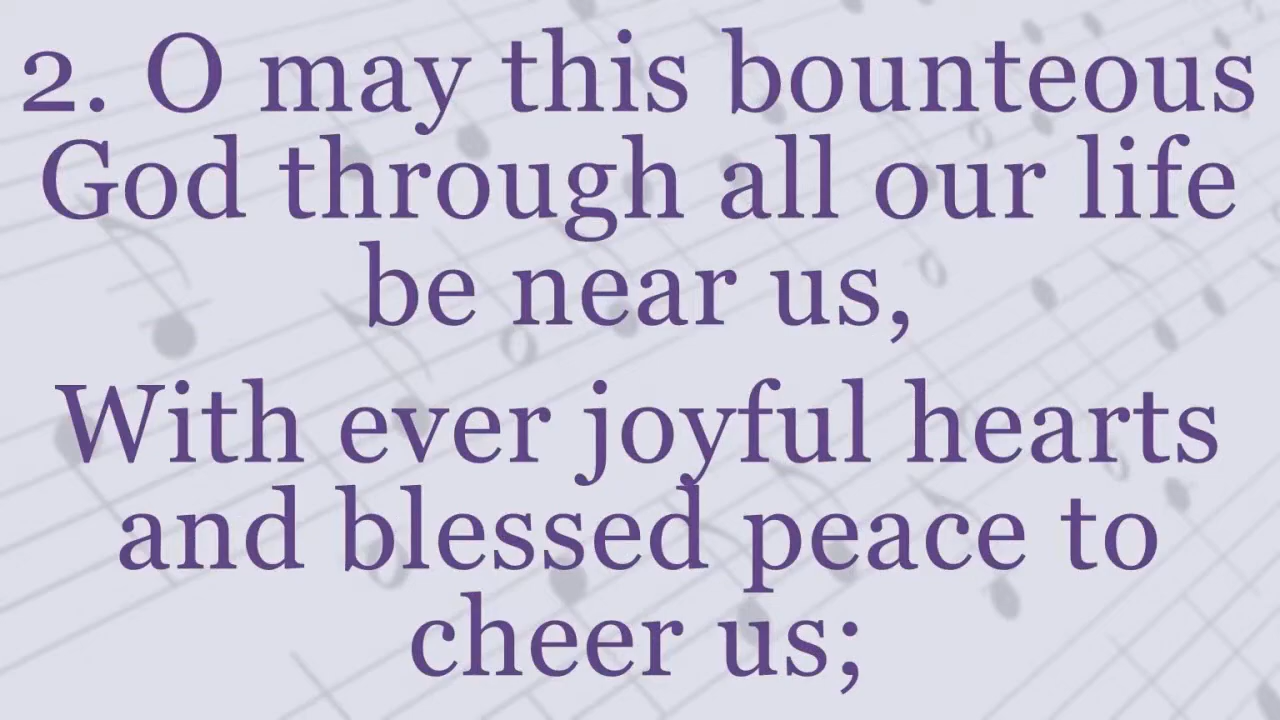 2. O may this bounteous
God through all our life
be near us,
With ever joyful hearts
and blessed peace to
cheer us;